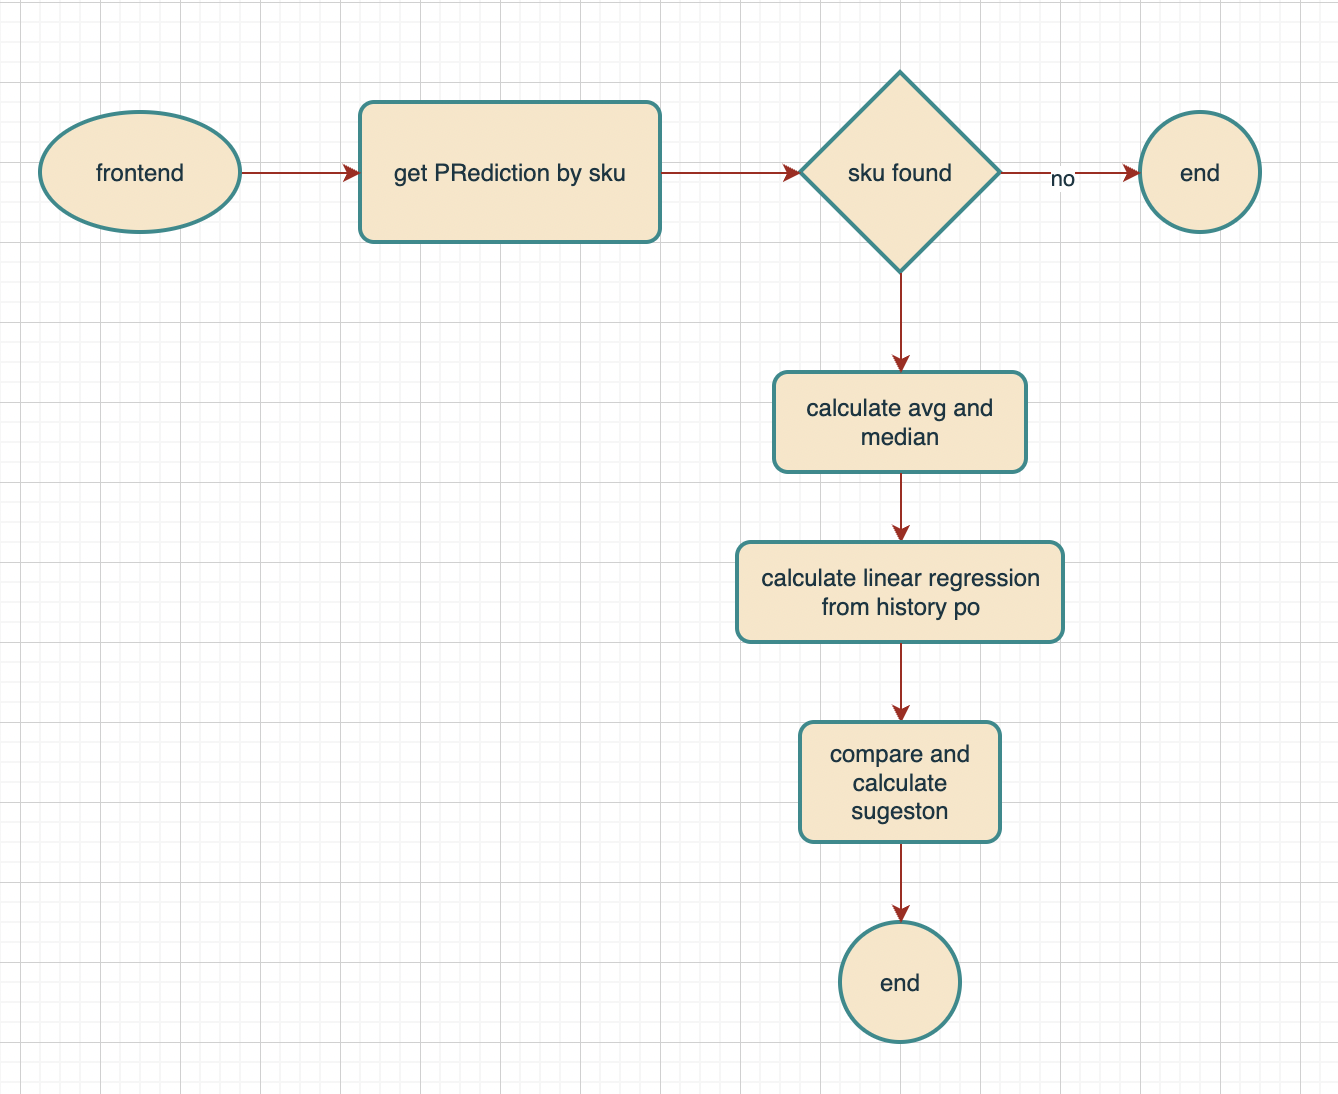 frontend
get PRediction by sku
sku found
no
end
calculate avg and
median
calculate linear regression
from history po
compare and
calculate
sugeston
end